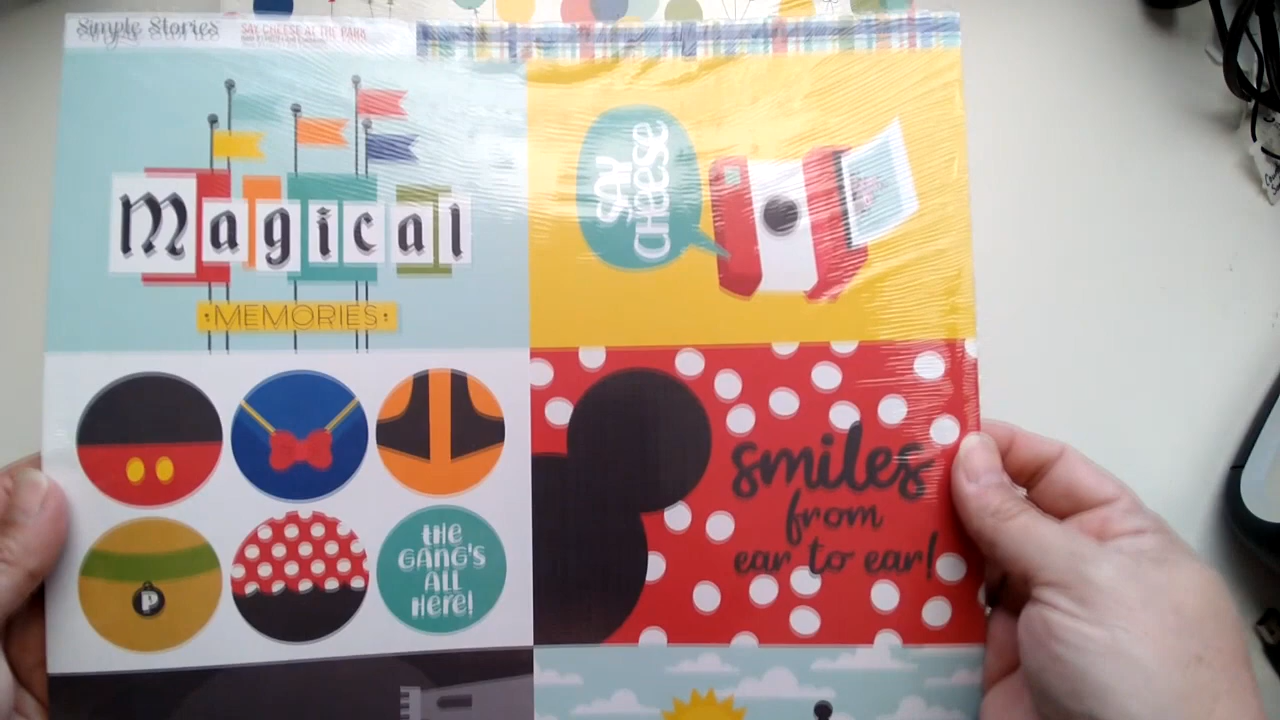 Simple Stories
SAY CHEESE AT THE PARK
Magical
MEMORIES
SAY
CHEESE
smiles
from
ear to ear!
P
the
GANG'S
ALL
Here!